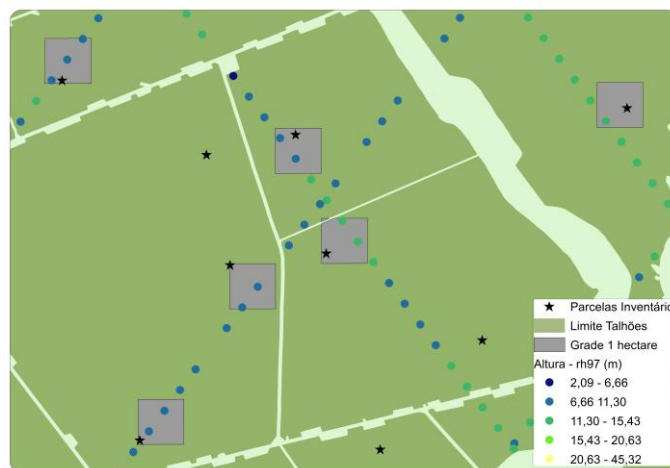 Parcelas Inventário
Limite Talhões
Grade 1 hectare
Altura - rh97 (m)
2,09 - 6,66
6,66 11,30
11,30 - 15,43
15,43 - 20,63
20,63 - 45,32